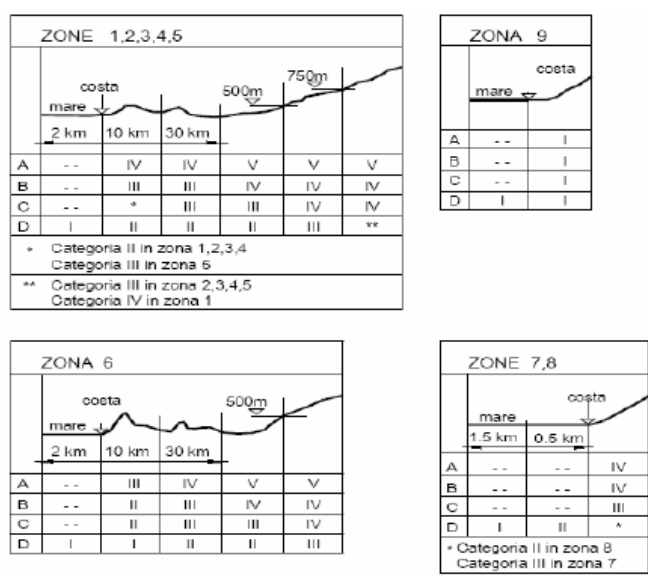 ZONE 1,2,3,4,5
costa
mare
500m
750m
2 km 10 km 30 km
A -- IV IV V V V
B -- III III IV IV IV
C -- * III III IV IV
D I II II II III **
* Categoria II in zona 1,2,3,4
Categoria III in zona 5
** Categoria III in zona 2,3,4,5
Categoria IV in zona 1
ZONA 9
costa
mare
A -- I
B -- I
C -- I
D I I
ZONA 6
costa
mare
500m
2 km 10 km 30 km
A -- III IV V V
B -- II III IV IV
C -- II III III IV
D I I II II III
ZONE 7,8
costa
mare
1.5 km 0.5 km
A -- -- IV
B -- -- IV
C -- -- III
D I II *
* Categoria II in zona 8
Categoria III in zona 7